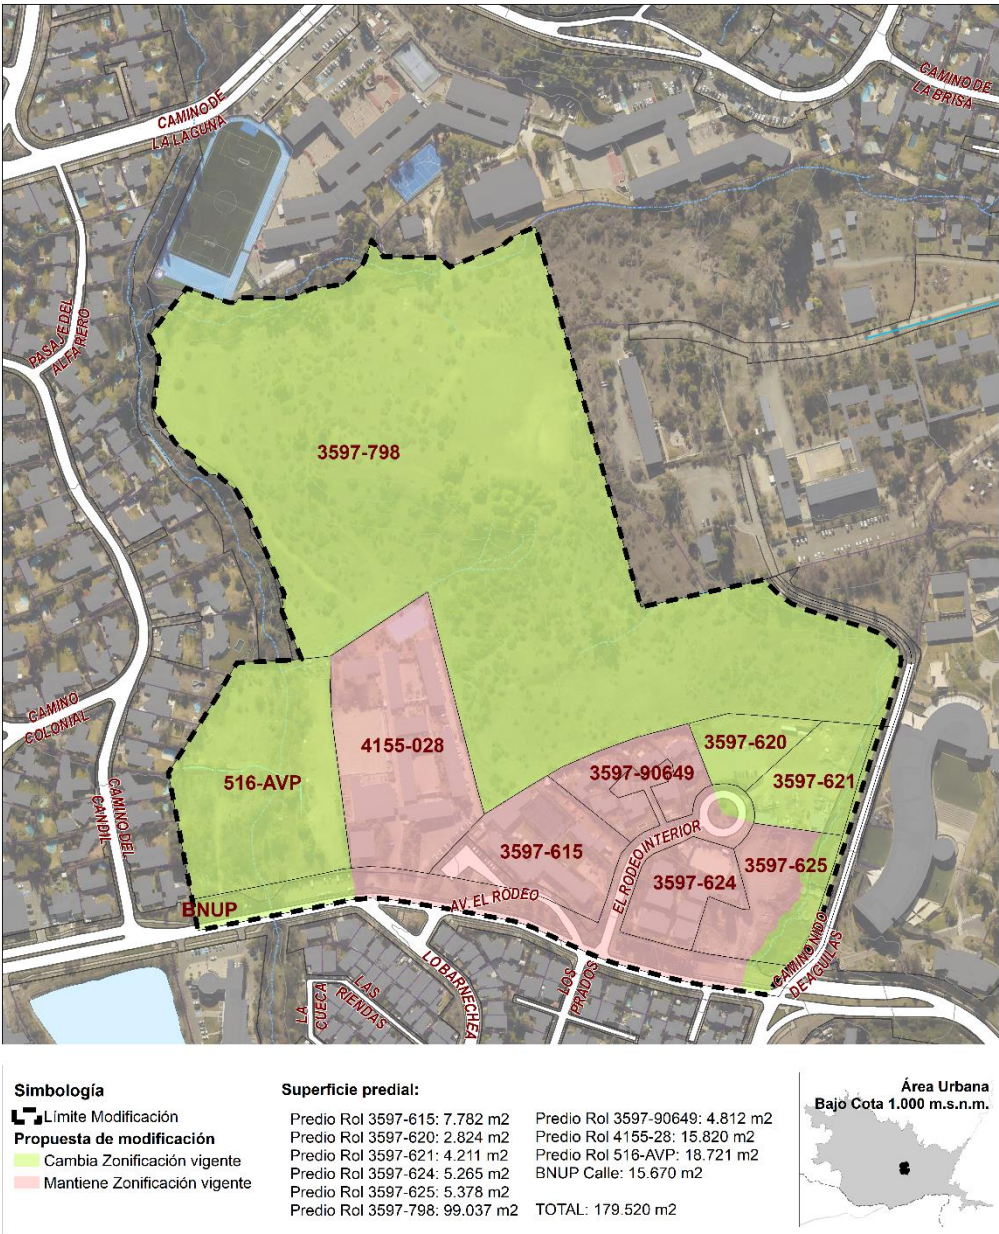 CAMINO DE
LA BRISA
CAMINO DE
LA LAGUNA
PASAJE DEL
ALFARERO
3597-798
CAMINO
COLONIAL
CAMINO DEL
CANDIL
516-AVP
4155-028
3597-620
3597-90649
3597-621
3597-615
EL RODEO INTERIOR
3597-625
3597-624
BNUP
AV. EL RODEO
CAMINO NIDO
DE AGUILAS
LO BARNECHEA
LOS
PRADOS
LA
CUECA
LAS
RIENDAS
Simbología
Límite Modificación
Propuesta de modificación
Cambia Zonificación vigente
Mantiene Zonificación vigente
Superficie predial:
Predio Rol 3597-615: 7.782 m2
Predio Rol 3597-620: 2.824 m2
Predio Rol 3597-621: 4.211 m2
Predio Rol 3597-624: 5.265 m2
Predio Rol 3597-625: 5.378 m2
Predio Rol 3597-798: 99.037 m2
Predio Rol 3597-90649: 4.812 m2
Predio Rol 4155-28: 15.820 m2
Predio Rol 516-AVP: 18.721 m2
BNUP Calle: 15.670 m2
TOTAL: 179.520 m2
Área Urbana
Bajo Cota 1.000 m.s.n.m.